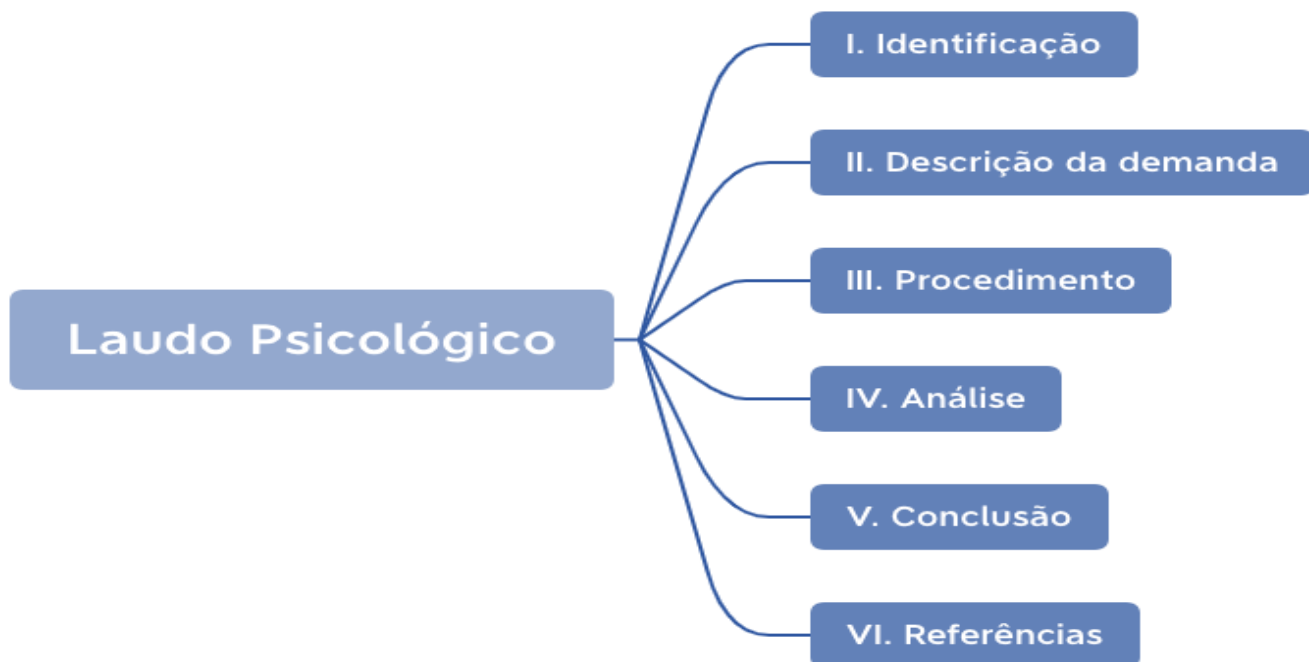 Laudo Psicológico
I. Identificação
II. Descrição da demanda
III. Procedimento
IV. Análise
V. Conclusão
VI. Referências